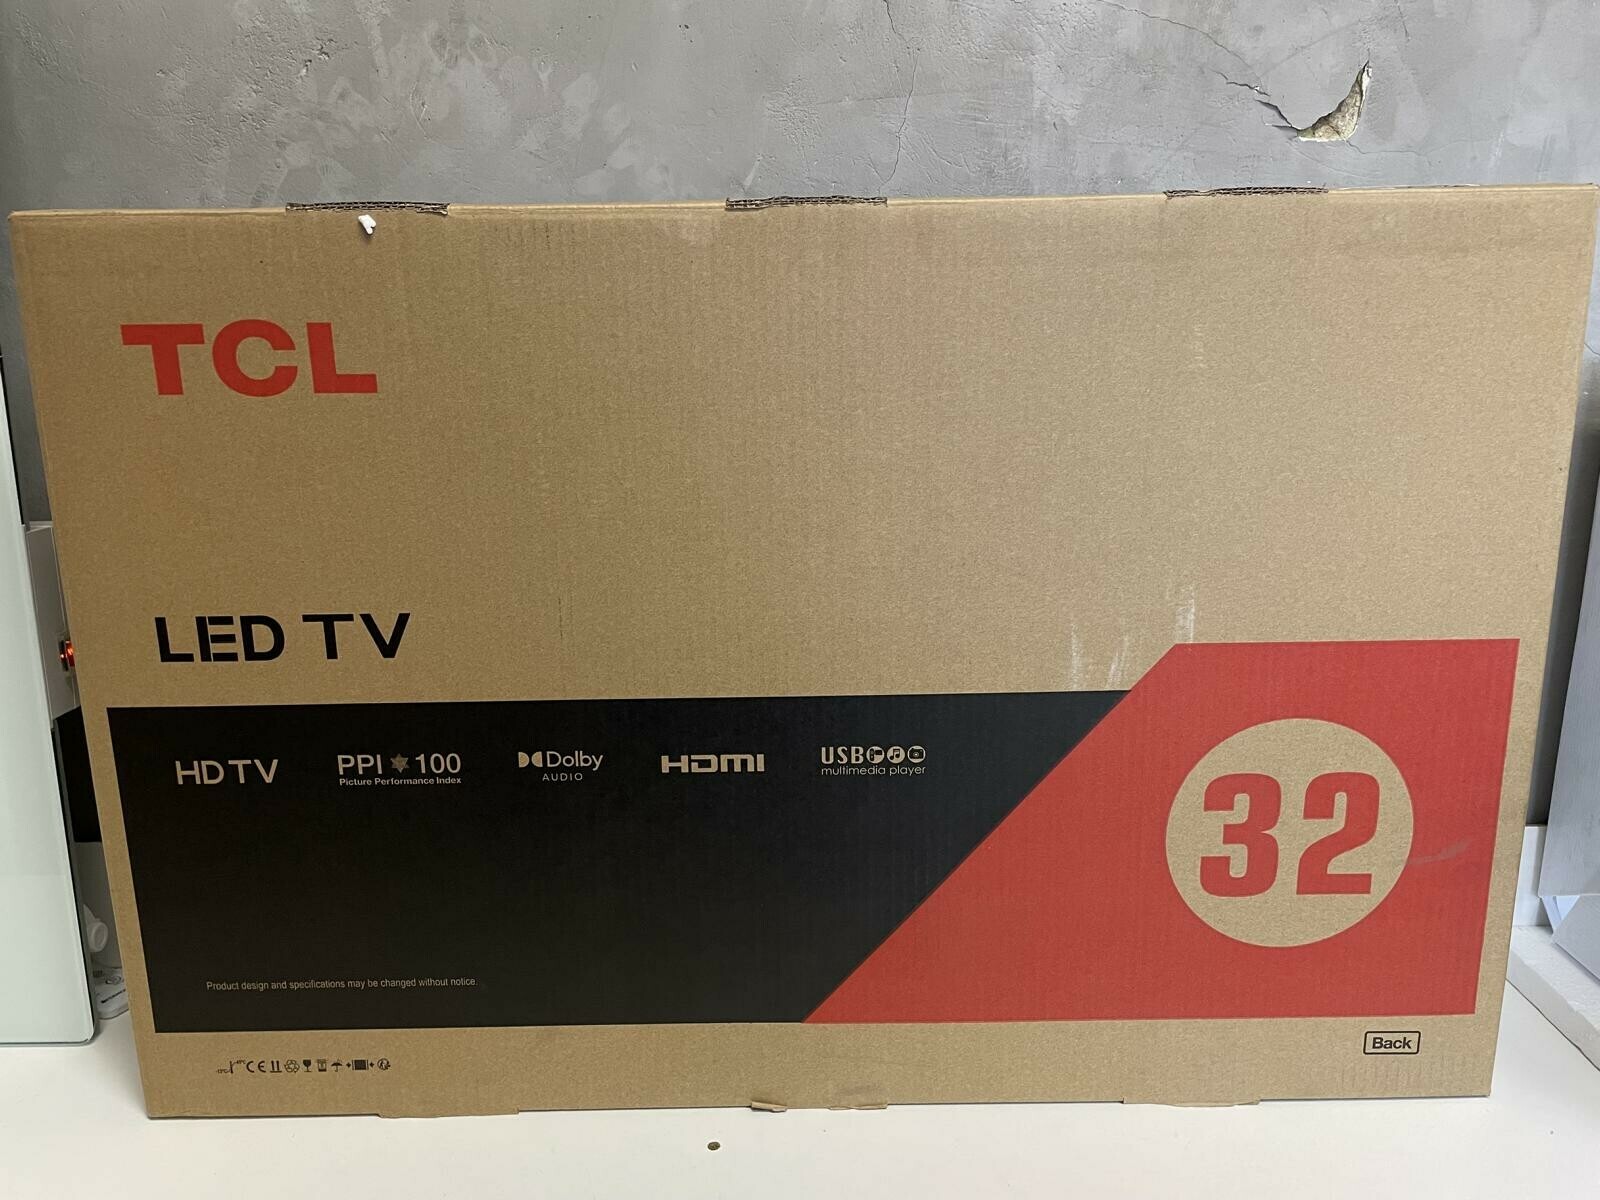 TCL
LED TV
HDTV
PPI 100
Picture Performance Index
Dolby
AUDIO
HDMI
USB
multimedia player
32
Product design and specifications may be changed without notice.
Back